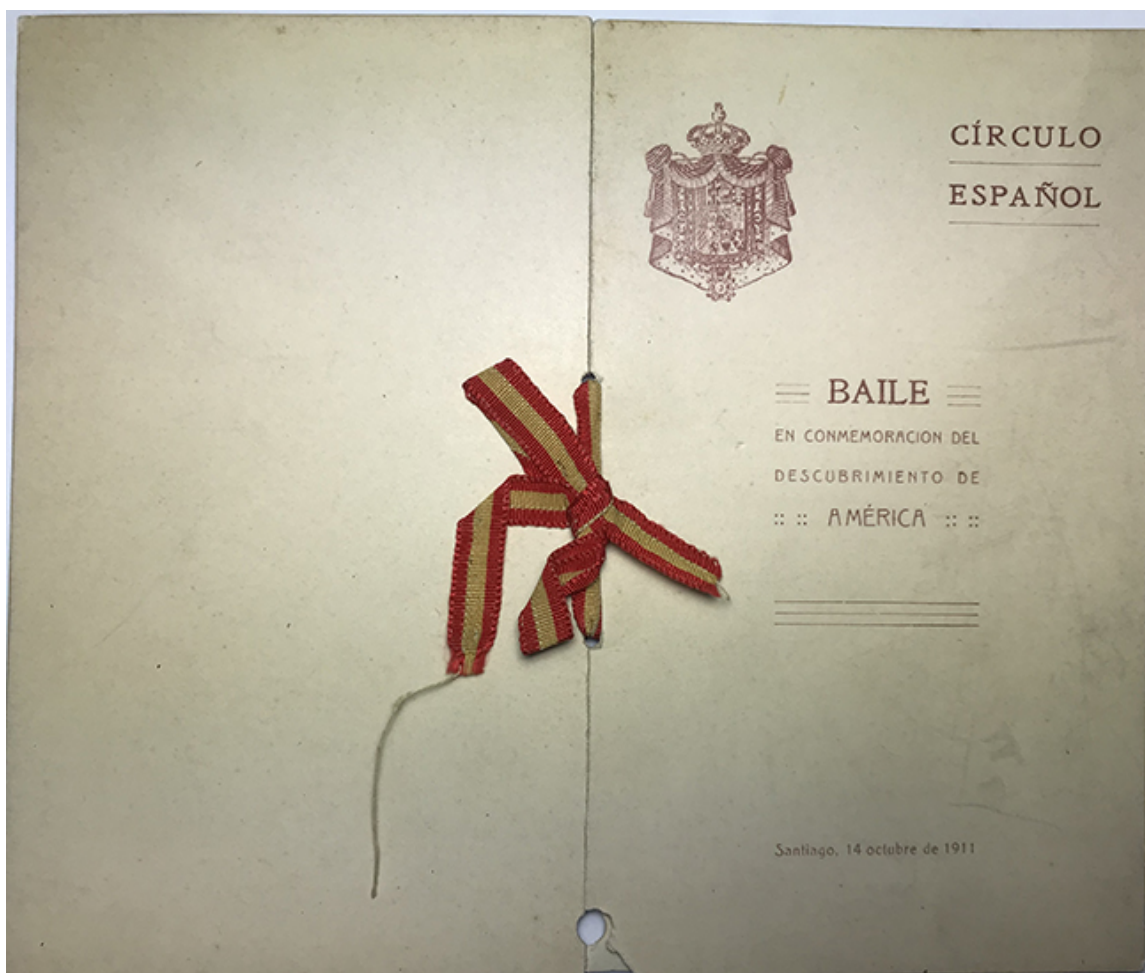 CÍRCULO
ESPAÑOL
BAILE
EN CONMEMORACION DEL
DESCUBRIMIENTO DE
:: :: AMÉRICA :: ::
Santiago, 14 octubre de 1911